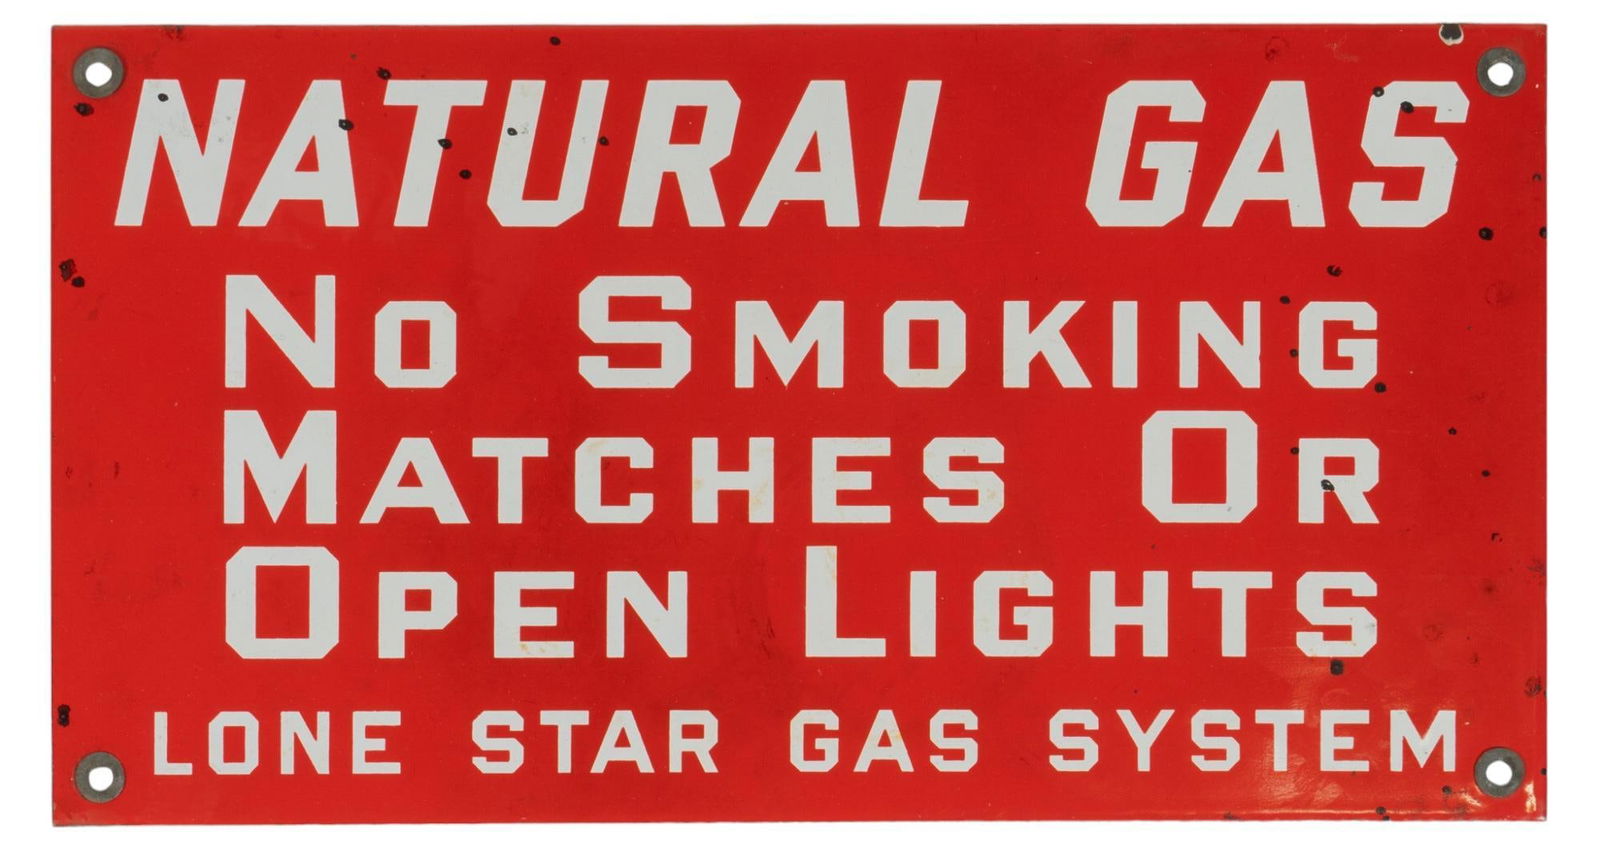 NATURAL GAS
NO SMOKING
MATCHES OR
OPEN LIGHTS
LONE STAR GAS SYSTEM